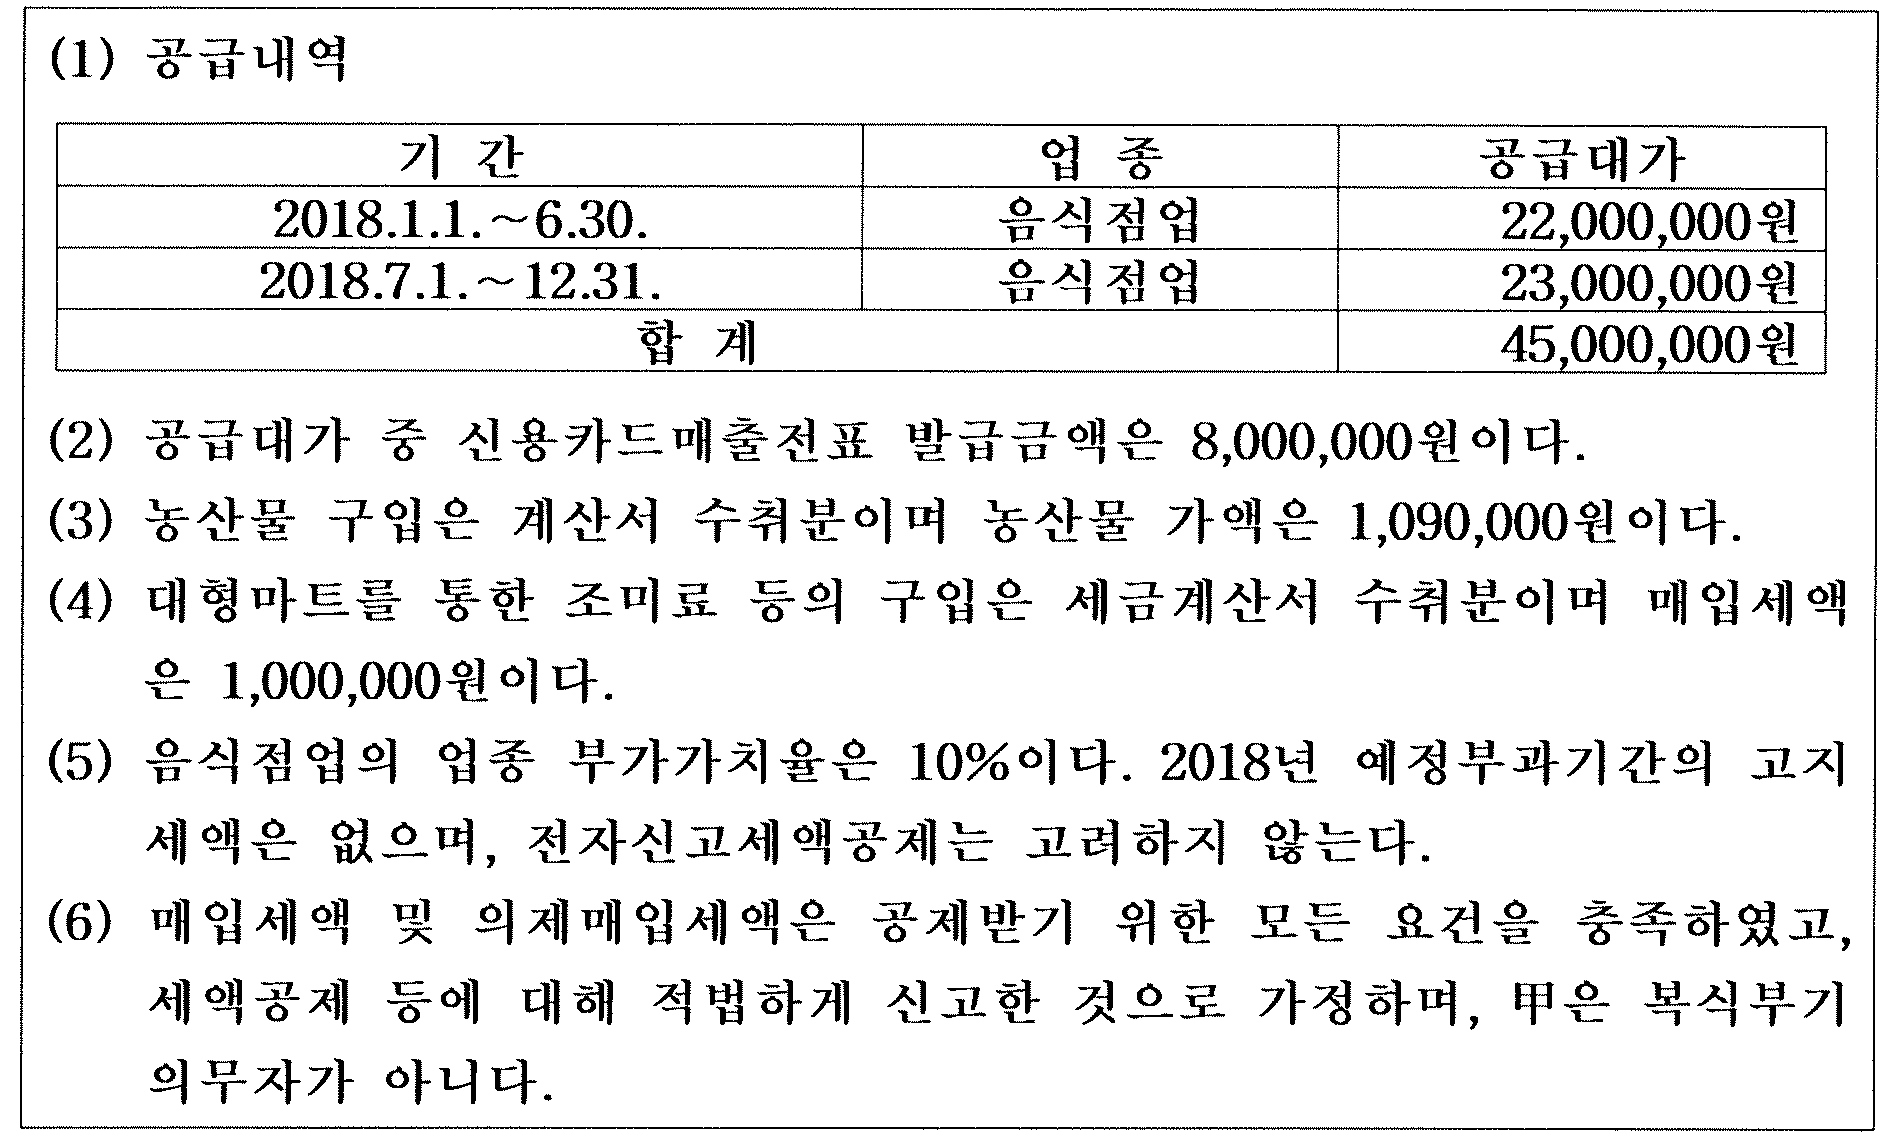 (1) 공급내역
기 간 업 종 공급대가
2018.1.1.～6.30. 음식점업 22,000,000원
2018.7.1.～12.31. 음식점업 23,000,000원
합 계 45,000,000원
(2) 공급대가 중 신용카드매출전표 발급금액은 8,000,000원이다.
(3) 농산물 구입은 계산서 수취분이며 농산물 가액은 1,090,000원이다.
(4) 대형마트를 통한 조미료 등의 구입은 세금계산서 수취분이며 매입세액
은 1,000,000원이다.
(5) 음식점업의 업종 부가가치율은 10%이다. 2018년 예정부과기간의 고지
세액은 없으며, 전자신고세액공제는 고려하지 않는다.
(6) 매입세액 및 의제매입세액은 공제받기 위한 모든 요건을 충족하였고,
세액공제 등에 대해 적법하게 신고한 것으로 가정하며, 甲은 복식부기
의무자가 아니다.